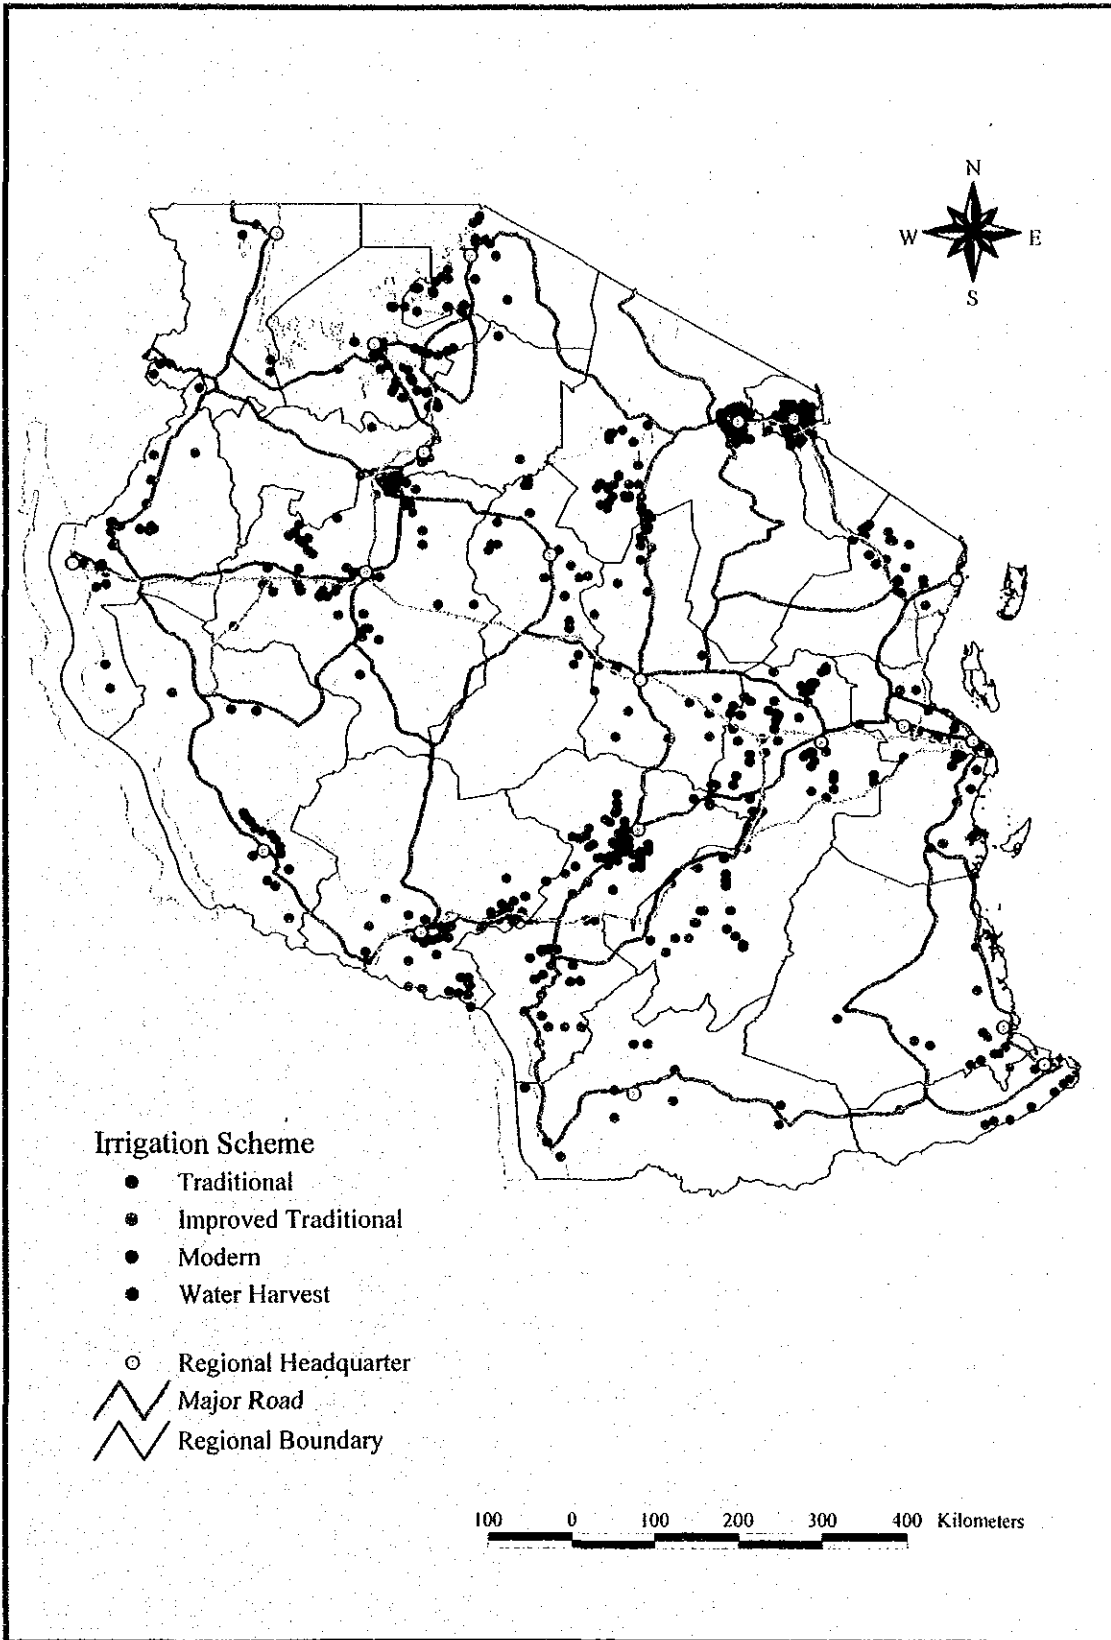 N
W E
S
Irrigation Scheme
Traditional
Improved Traditional
Modern
Water Harvest
Regional Headquarter
Major Road
Regional Boundary
100 0 100 200 300 400 Kilometers